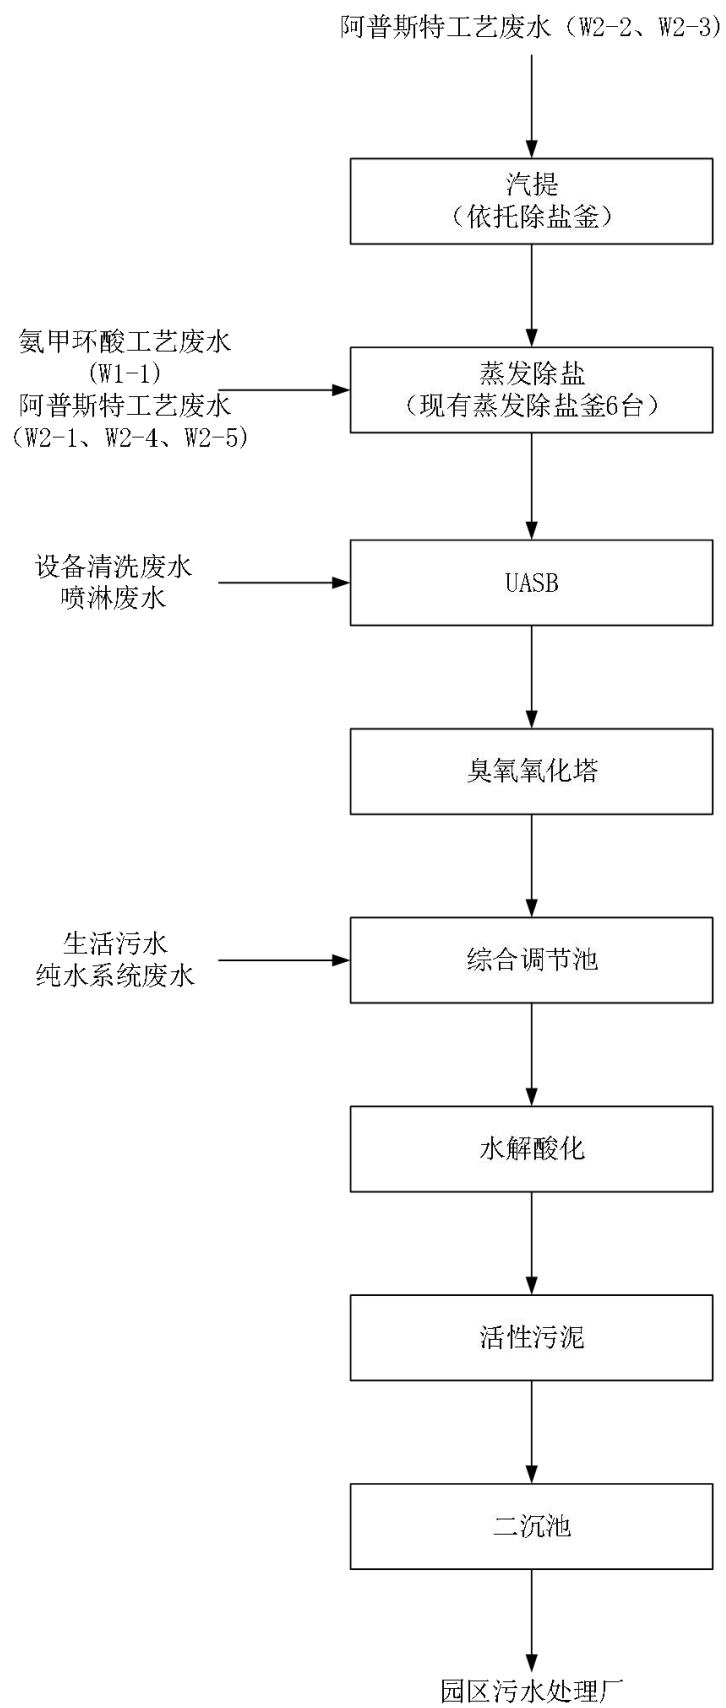 阿普斯特工艺废水（W2-2、W2-3）
汽提
（依托除盐釜）
氨甲环酸工艺废水
(W1-1)
阿普斯特工艺废水
（W2-1、W2-4、W2-5）
蒸发除盐
（现有蒸发除盐釜6台）
设备清洗废水
喷淋废水
UASB
臭氧氧化塔
生活污水
纯水系统废水
综合调节池
水解酸化
活性污泥
二沉池
园区污水处理厂